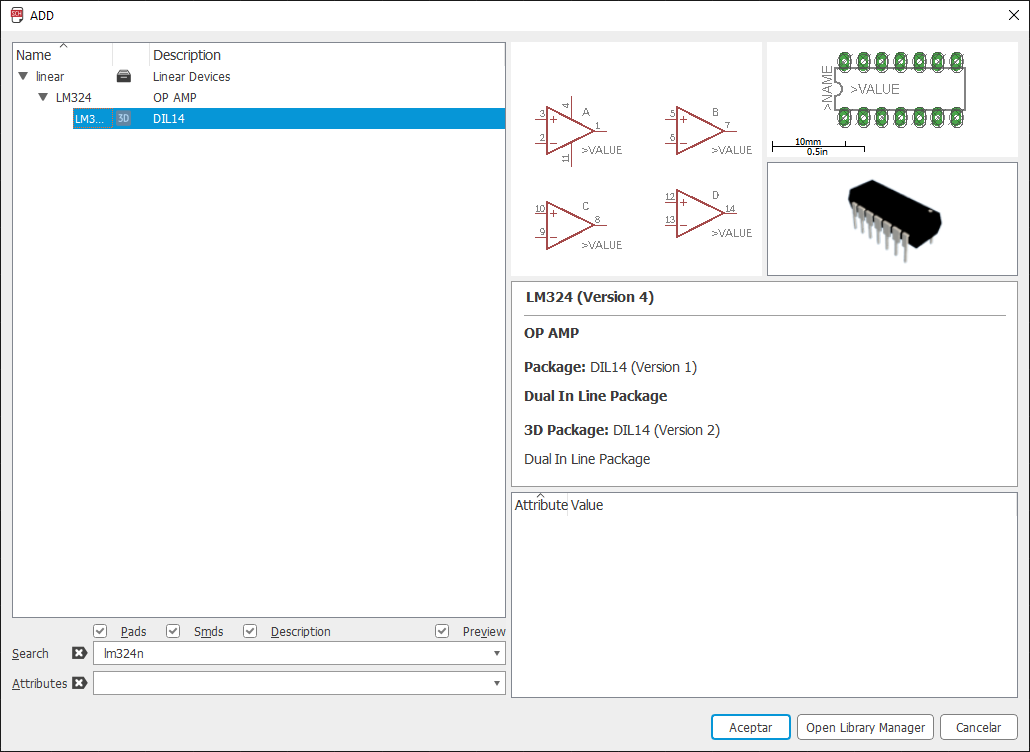 ADD
Name Description
linear Linear Devices
LM324 OP AMP
LM3... 3D DIL14
3 2 4 11 1 A >VALUE
5 6 7 B >VALUE
10 9 8 C >VALUE
12 13 14 D >VALUE
>NAME >VALUE
10mm
0.5in
LM324 (Version 4)
OP AMP
Package: DIL14 (Version 1)
Dual In Line Package
3D Package: DIL14 (Version 2)
Dual In Line Package
Attribute Value
Pads Smds Description Preview
Search lm324n
Attributes
Aceptar Open Library Manager Cancelar